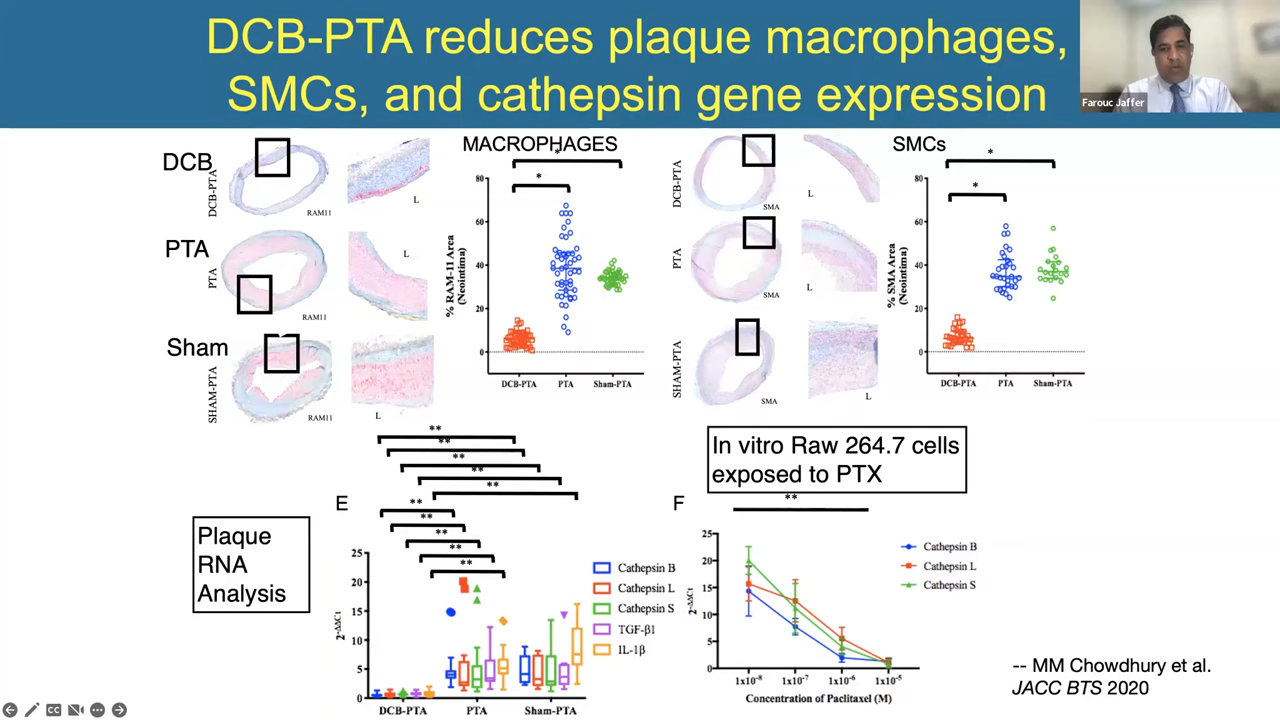 DCB-PTA reduces plaque macrophages,
SMCs, and cathepsin gene expression
Farouc Jaffer
DCB
DCB-PTA
RAM11
L
PTA
PTA
RAM11
L
Sham
SHAM-PTA
RAM11
L
MACROPHAGES
*
*
% RAM-11 Area
(Neointima)
80
60
40
20
0
DCB-PTA PTA Sham-PTA
DCB-PTA
SMA
L
PTA
SMA
L
SHAM-PTA
SMA
L
SMCs
*
*
% SMA Area
(Neointima)
80
60
40
20
0
DCB-PTA PTA Sham-PTA
Plaque
RNA
Analysis
E
**
**
**
**
**
**
**
**
**
**
2^-ΔΔCt
25
20
15
10
5
0
DCB-PTA PTA Sham-PTA
Cathepsin B
Cathepsin L
Cathepsin S
TGF-β1
IL-1β
In vitro Raw 264.7 cells
exposed to PTX
F
**
2^-ΔΔCt
25
20
15
10
5
0
1x10⁻⁸ 1x10⁻⁷ 1x10⁻⁶ 1x10⁻⁵
Concentration of Paclitaxel (M)
Cathepsin B
Cathepsin L
Cathepsin S
-- MM Chowdhury et al.
JACC BTS 2020
CC